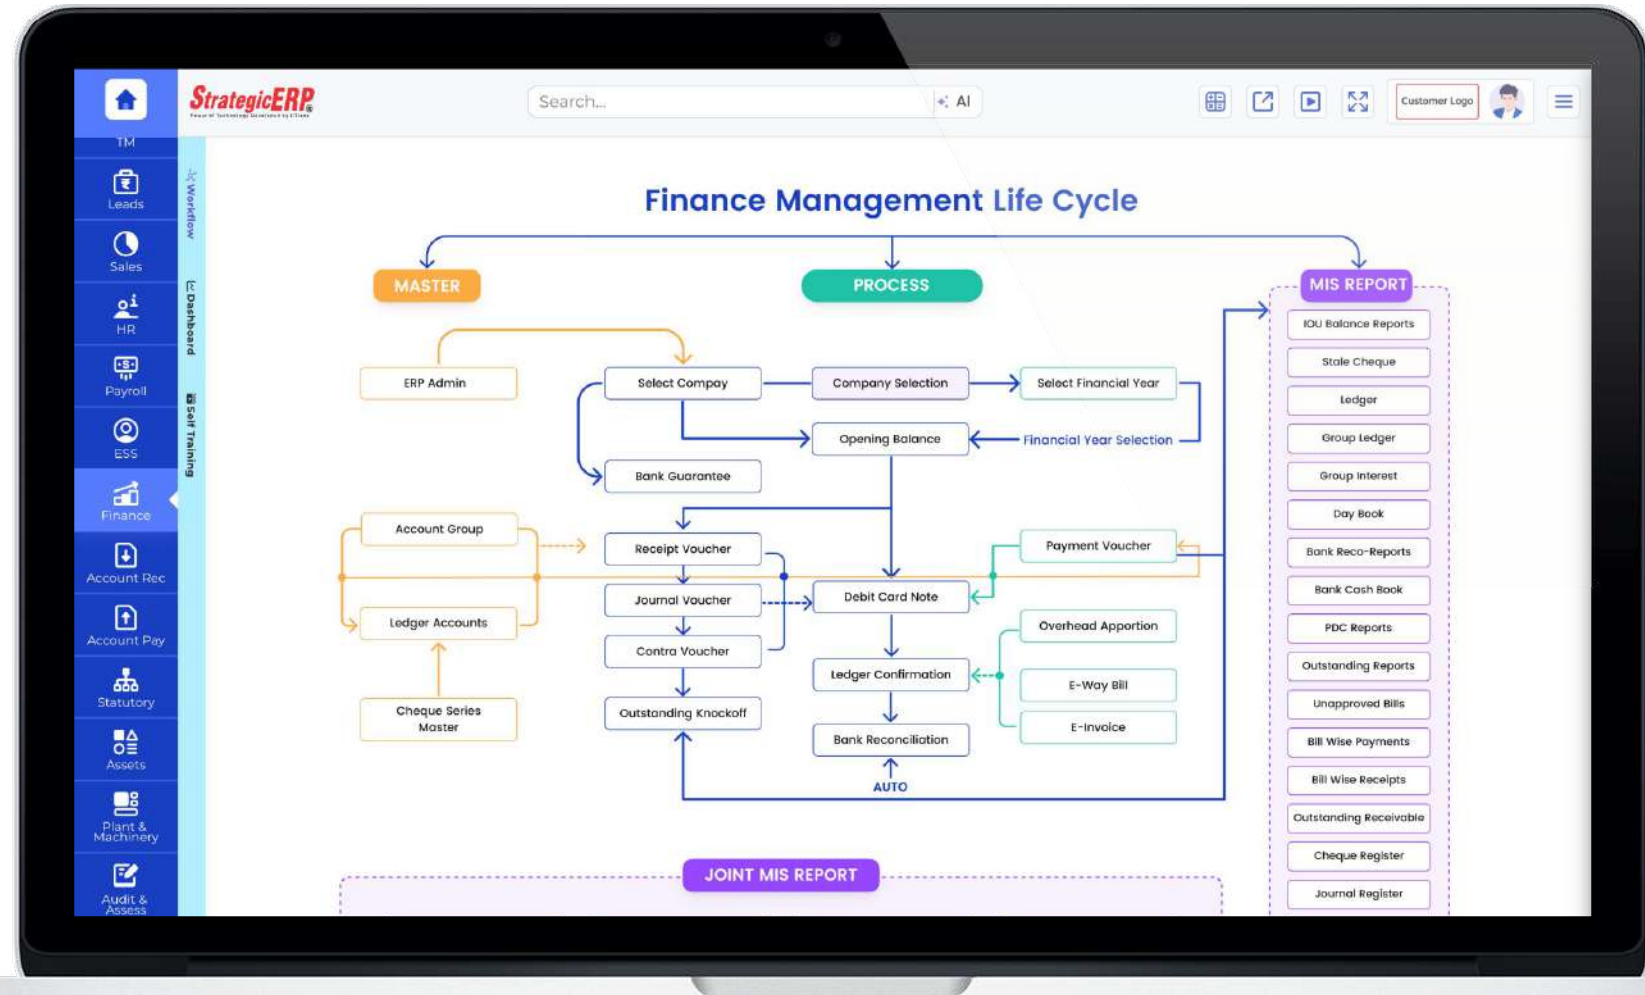 StrategicERP®
Search...
AI
Customer Logo
TM
Leads
Sales
HR
Payroll
ESS
Finance
Account Rec
Account Pay
Statutory
Assets
Plant &
Machinery
Audit &
Assess
Workflow
Dashboard
Self Training
Finance Management Life Cycle
MASTER
PROCESS
MIS REPORT
ERP Admin
Select Compay
Company Selection
Select Financial Year
Opening Balance
Financial Year Selection
Bank Guarantee
Account Group
Receipt Voucher
Payment Voucher
Journal Voucher
Debit Card Note
Ledger Accounts
Overhead Apportion
Contra Voucher
Ledger Confirmation
E-Way Bill
Cheque Series
Master
Outstanding Knockoff
E-Invoice
Bank Reconciliation
AUTO
IOU Balance Reports
Stale Cheque
Ledger
Group Ledger
Group Interest
Day Book
Bank Reco-Reports
Bank Cash Book
PDC Reports
Outstanding Reports
Unapproved Bills
Bill Wise Payments
Bill Wise Receipts
Outstanding Receivable
Cheque Register
Journal Register
JOINT MIS REPORT